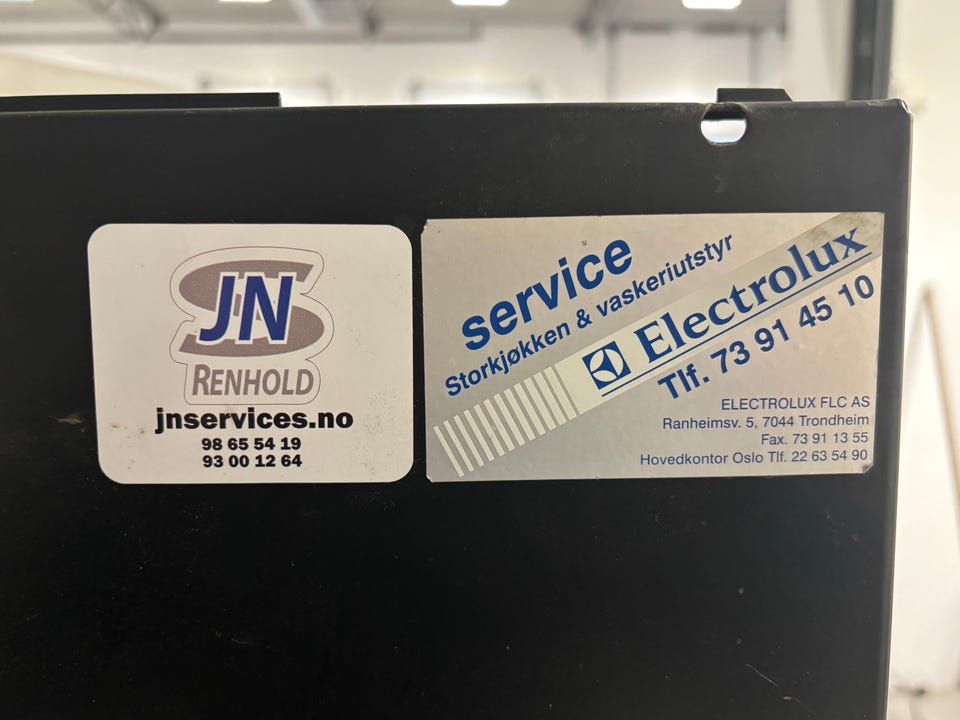 JN
RENHOLD
jnservices.no
98 65 54 19
93 00 12 64
service
Storkjøkken & vaskeriutstyr
Electrolux
Tlf. 73 91 45 10
ELECTROLUX FLC AS
Ranheimsv. 5, 7044 Trondheim
Fax. 73 91 13 55
Hovedkontor Oslo Tlf. 22 63 54 90